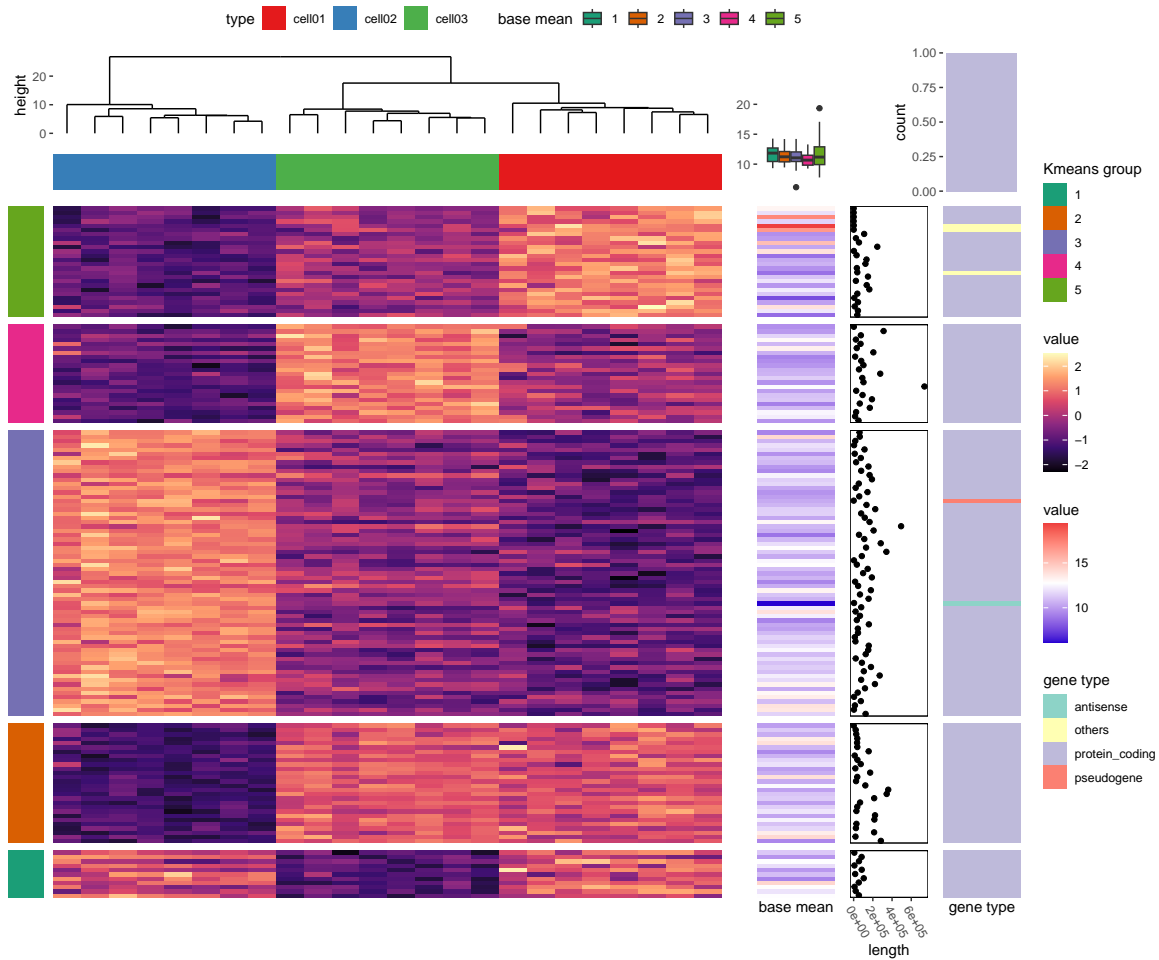 type cell01 cell02 cell03 base mean 1 2 3 4 5
height
20
10
0
20
15
10
count
1.00
0.75
0.50
0.25
0.00
Kmeans group
1
2
3
4
5
value
2
1
0
−1
−2
value
15
10
gene type
antisense
others
protein_coding
pseudogene
base mean
0e+00
2e+05
4e+05
6e+05
length
gene type